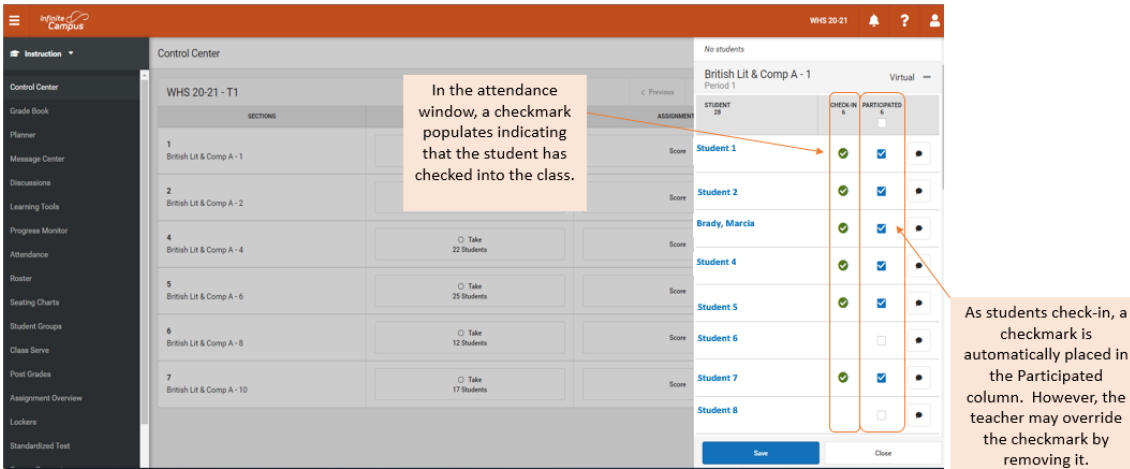 Infinite
Campus
WHS 20-21
?
Instruction
Control Center
Grade Book
Planner
Message Center
Discussions
Learning Tools
Progress Monitor
Attendance
Roster
Seating Charts
Student Groups
Class Serve
Post Grades
Assignment Overview
Lockers
Standardized Test
Control Center
WHS 20-21 - T1
< Previous
SECTIONS
ASSIGNMENT
1
British Lit & Comp A - 1
Score
2
British Lit & Comp A - 2
Score
4
British Lit & Comp A - 4
Take
22 Students
Score
5
British Lit & Comp A - 6
Take
25 Students
Score
6
British Lit & Comp A - 8
Take
12 Students
Score
7
British Lit & Comp A - 10
Take
17 Students
Score
In the attendance
window, a checkmark
populates indicating
that the student has
checked into the class.
No students
British Lit & Comp A - 1
Period 1
Virtual
STUDENT
28
CHECK-IN
6
PARTICIPATED
6
Student 1
Student 2
Brady, Marcia
Student 4
Student 5
Student 6
Student 7
Student 8
Save
Close
As students check-in, a
checkmark is
automatically placed in
the Participated
column. However, the
teacher may override
the checkmark by
removing it.